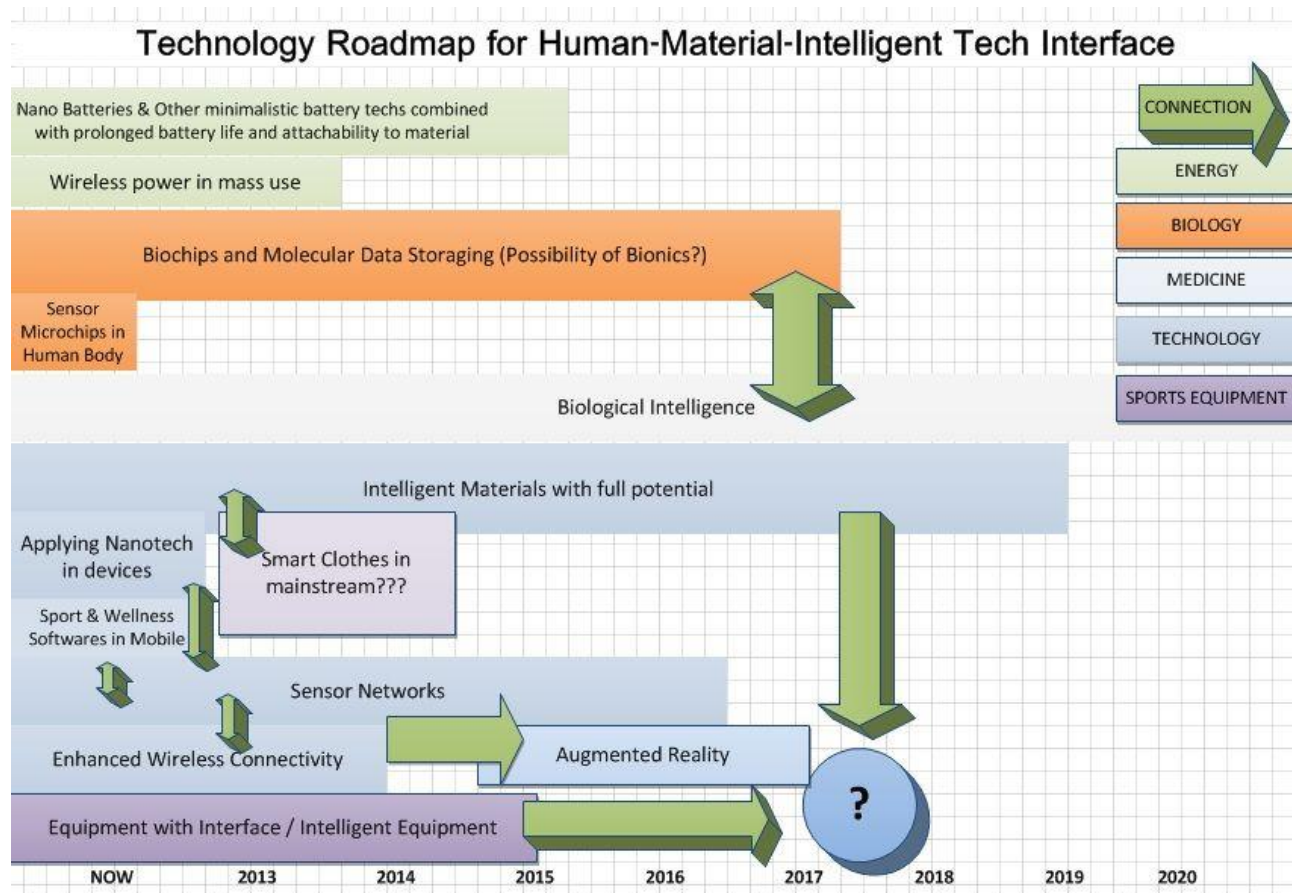 Technology Roadmap for Human-Material-Intelligent Tech Interface
Nano Batteries & Other minimalistic battery techs combined
with prolonged battery life and attachability to material
CONNECTION
Wireless power in mass use
ENERGY
Biochips and Molecular Data Storaging (Possibility of Bionics?)
BIOLOGY
MEDICINE
Sensor
Microchips in
Human Body
TECHNOLOGY
Biological Intelligence
SPORTS EQUIPMENT
Intelligent Materials with full potential
Applying Nanotech
in devices
Smart Clothes in
mainstream???
Sport & Wellness
Softwares in Mobile
Sensor Networks
Enhanced Wireless Connectivity
Augmented Reality
?
Equipment with Interface / Intelligent Equipment
NOW 2013 2014 2015 2016 2017 2018 2019 2020